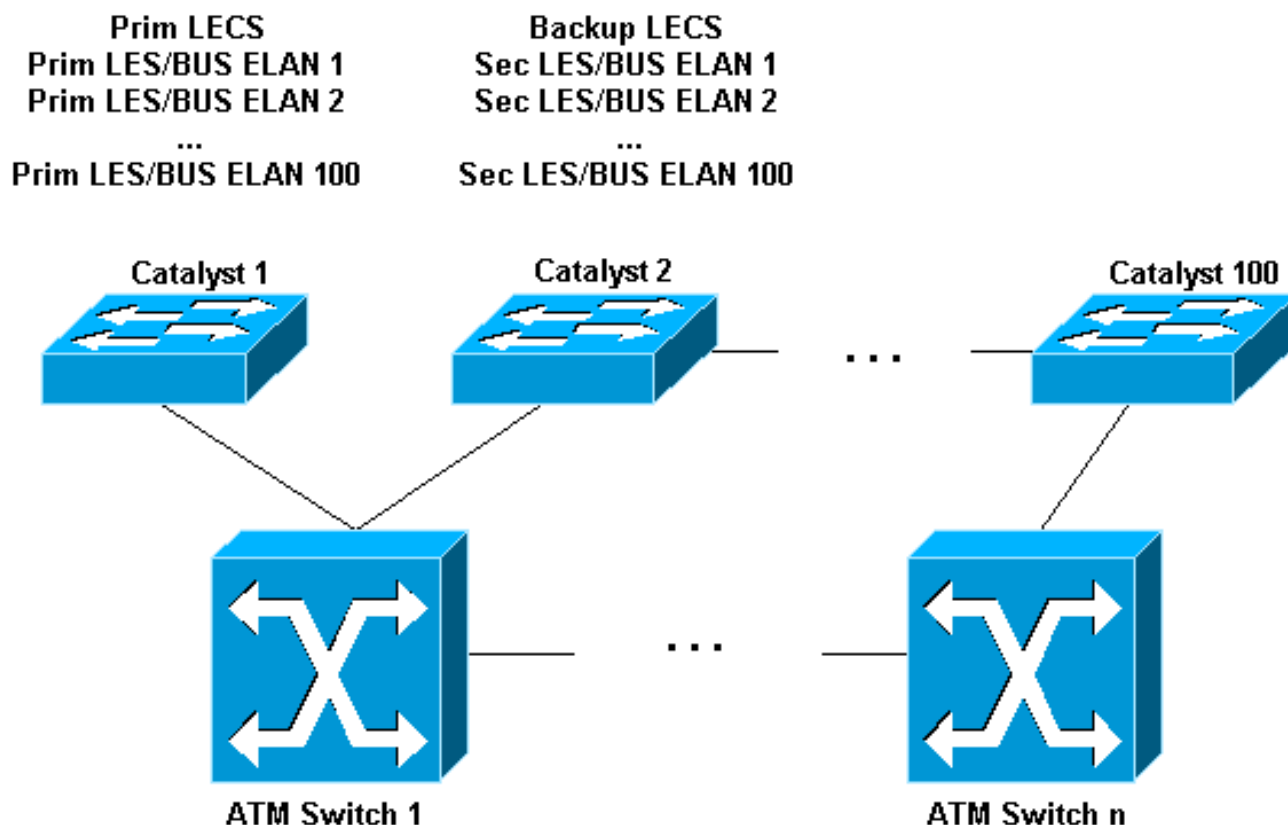 Prim LECS
Prim LES/BUS ELAN 1
Prim LES/BUS ELAN 2
...
Prim LES/BUS ELAN 100
Backup LECS
Sec LES/BUS ELAN 1
Sec LES/BUS ELAN 2
...
Sec LES/BUS ELAN 100
Catalyst 1
Catalyst 2
...
Catalyst 100
...
ATM Switch 1
ATM Switch n